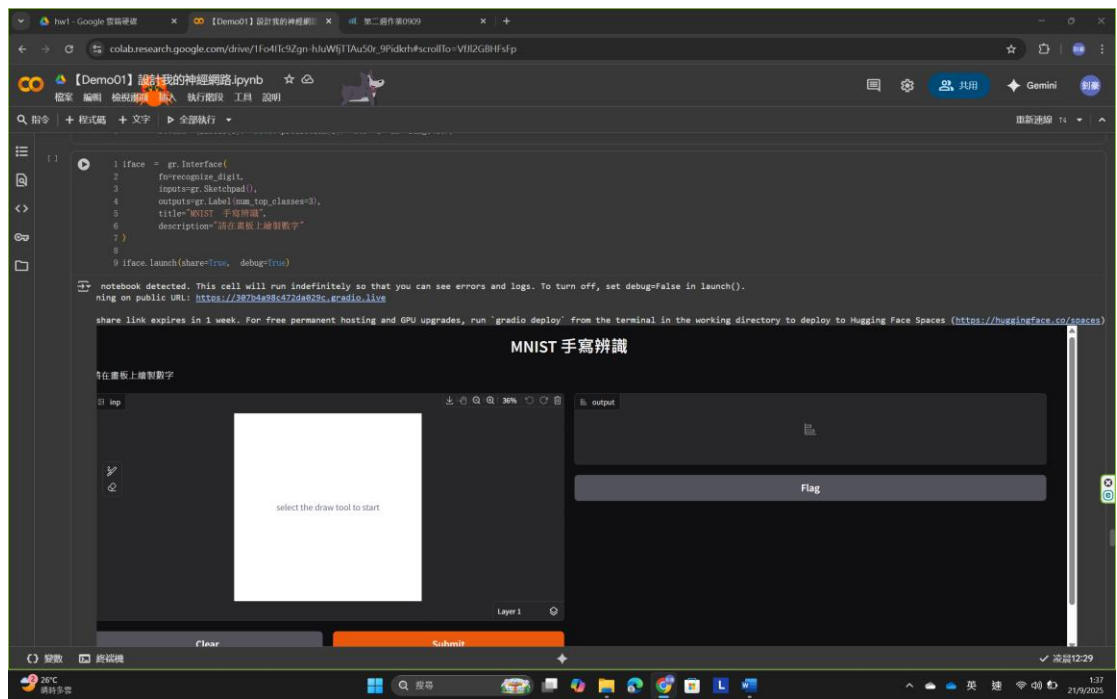 hw1 - Google 雲端硬碟
【Demo01】設計我的神經網
第二週作業0909
colab.research.google.com/drive/1Fo4lTc9Zgn-hJuWfjTTAu50r_9Pidkrh#scrollTo=VfJl2GBHFsFp
【Demo01】設計我的神經網路.ipynb
檔案 編輯 檢視 插入 執行階段 工具 說明
共用
Gemini
指令 + 程式碼 + 文字 全部執行
重新連線 T4
[ ]
1 iface = gr.Interface(
2 fn=recognize_digit,
3 inputs=gr.Sketchpad(),
4 outputs=gr.Label(num_top_classes=3),
5 title="MNIST 手寫辨識",
6 description="請在畫板上繪製數字"
7 )
8
9 iface.launch(share=True, debug=True)
notebook detected. This cell will run indefinitely so that you can see errors and logs. To turn off, set debug=False in launch().
ning on public URL: https://307b4a98c472da029c.gradio.live
share link expires in 1 week. For free permanent hosting and GPU upgrades, run `gradio deploy` from the terminal in the working directory to deploy to Hugging Face Spaces (https://huggingface.co/spaces)
MNIST 手寫辨識
請在畫板上繪製數字
inp
36%
output
Flag
select the draw tool to start
Layer 1
Clear
Submit
變數
終端機
凌晨12:29
26°C
晴時多雲
搜尋
英
1:37
21/9/2025